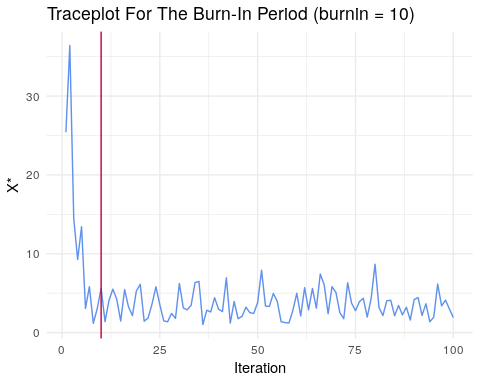 Traceplot For The Burn-In Period (burnin = 10)
X*
30
20
10
0
0 25 50 75 100
Iteration